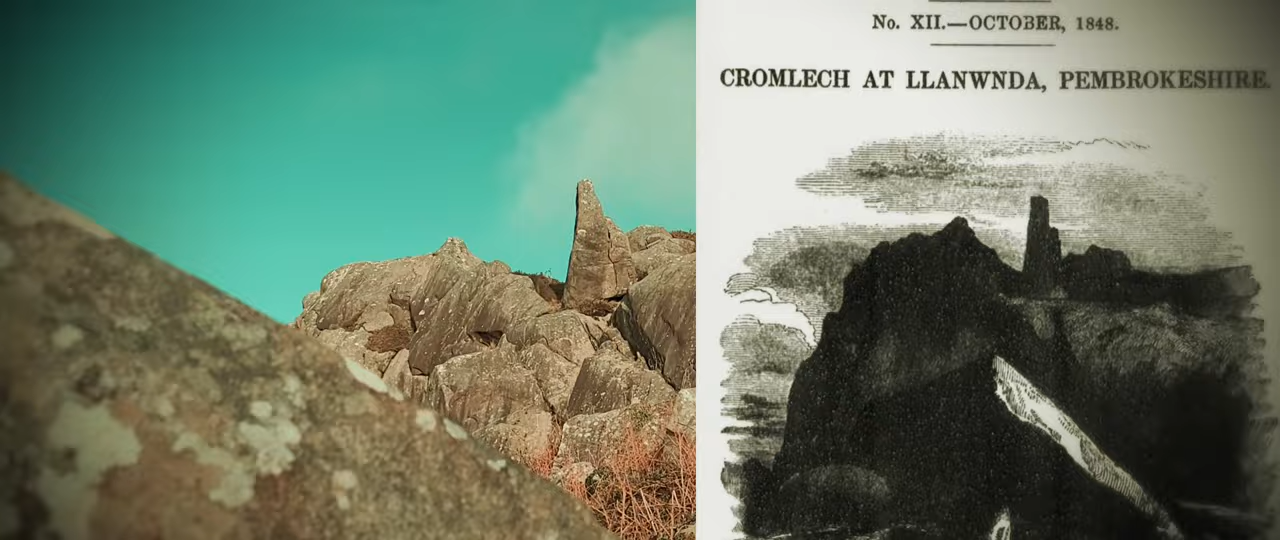 No. XII.—OCTOBER, 1848.
CROMLECH AT LLANWNDA, PEMBROKESHIRE.